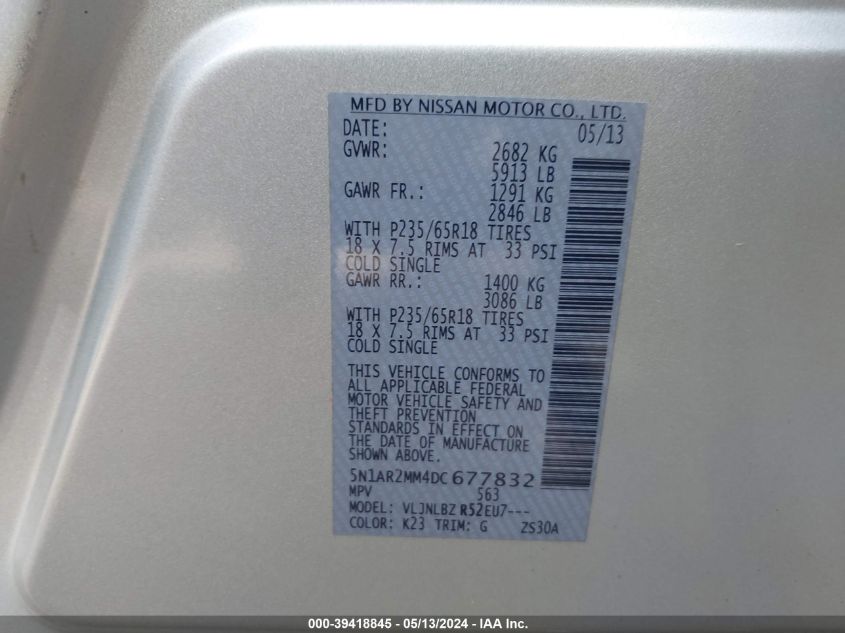 MFD BY NISSAN MOTOR CO., LTD.
DATE: 05/13
GVWR: 2682 KG
5913 LB
GAWR FR.: 1291 KG
2846 LB
WITH P235/65R18 TIRES
18 X 7.5 RIMS AT 33 PSI
COLD SINGLE
GAWR RR.: 1400 KG
3086 LB
WITH P235/65R18 TIRES
18 X 7.5 RIMS AT 33 PSI
COLD SINGLE
THIS VEHICLE CONFORMS TO
ALL APPLICABLE FEDERAL
MOTOR VEHICLE SAFETY AND
THEFT PREVENTION
STANDARDS IN EFFECT ON
THE DATE OF MANUFACTURE
SHOWN ABOVE.
5N1AR2MM4DC677832
MPV 563
MODEL: VLJNLBZ R52EU7---
COLOR: K23 TRIM: G ZS30A
000-39418845 - 05/13/2024 - IAA Inc.